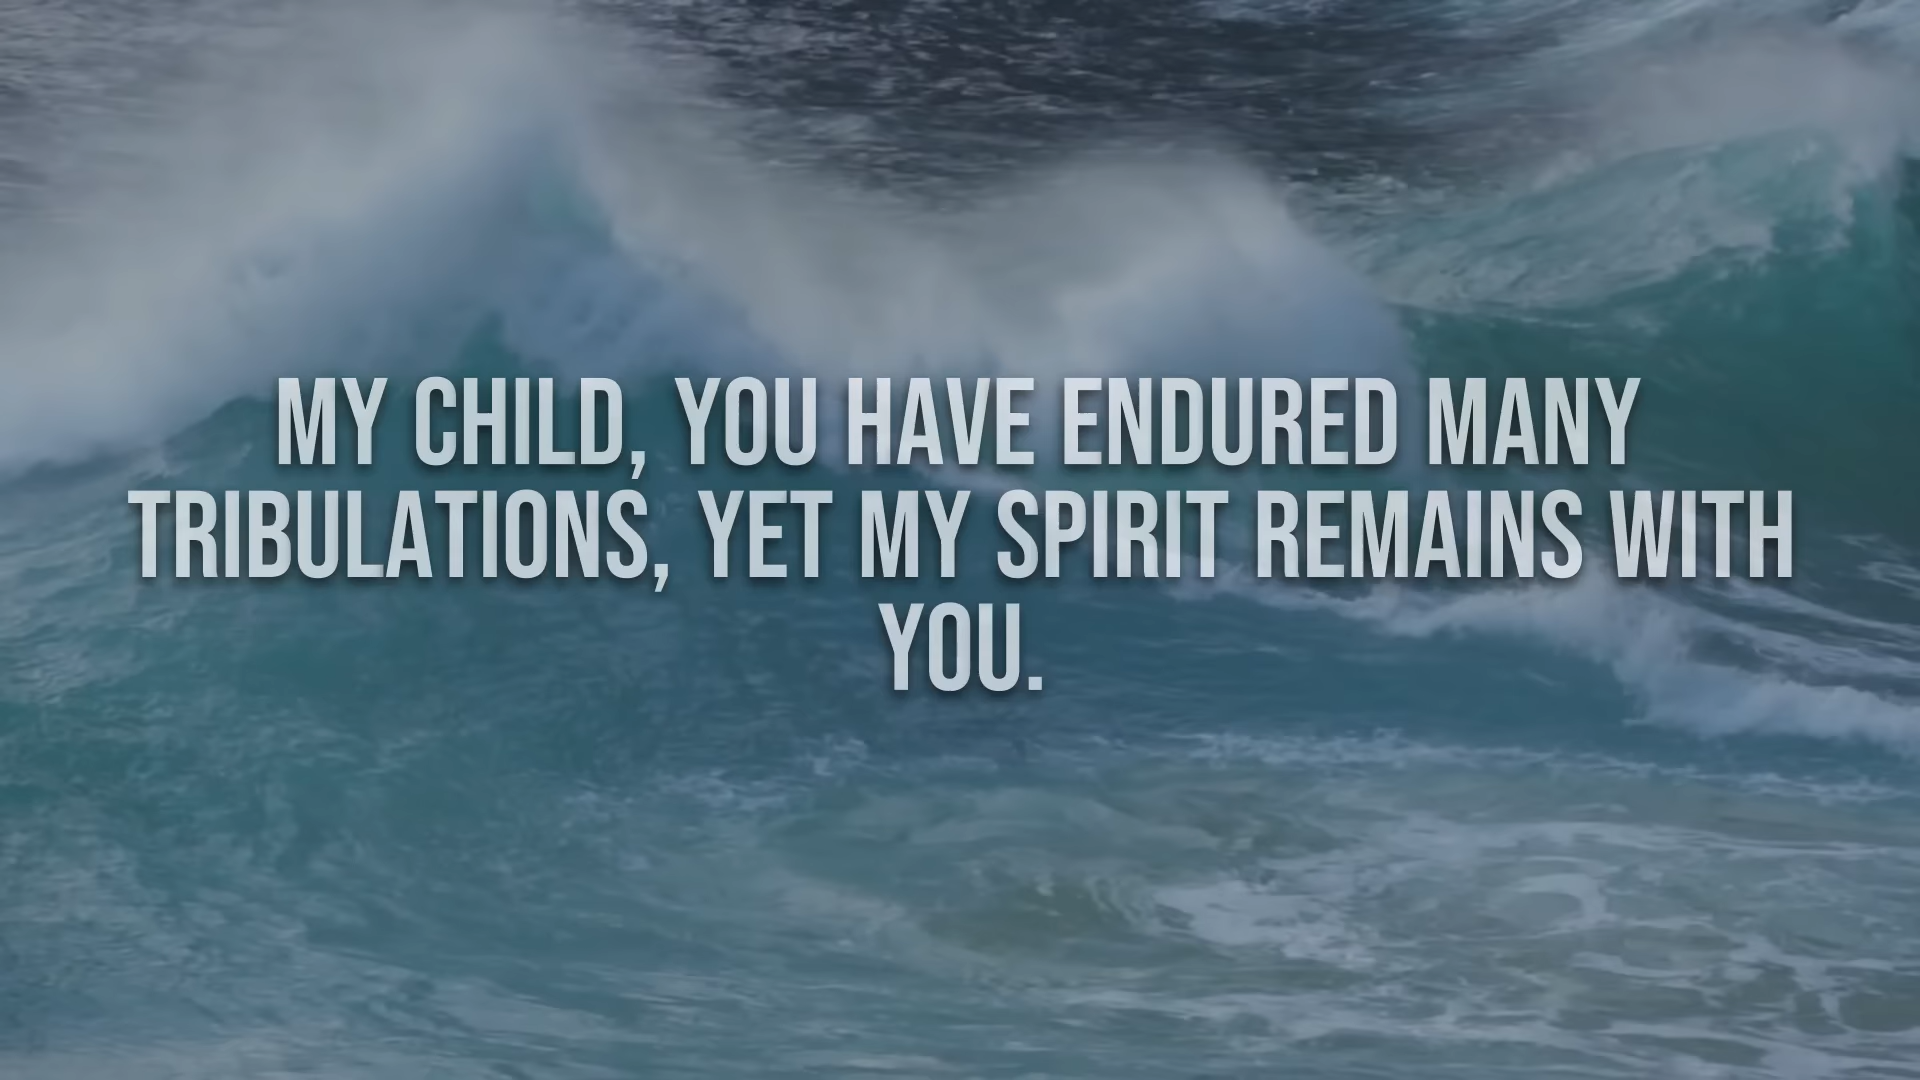 MY CHILD, YOU HAVE ENDURED MANY
TRIBULATIONS, YET MY SPIRIT REMAINS WITH
YOU.